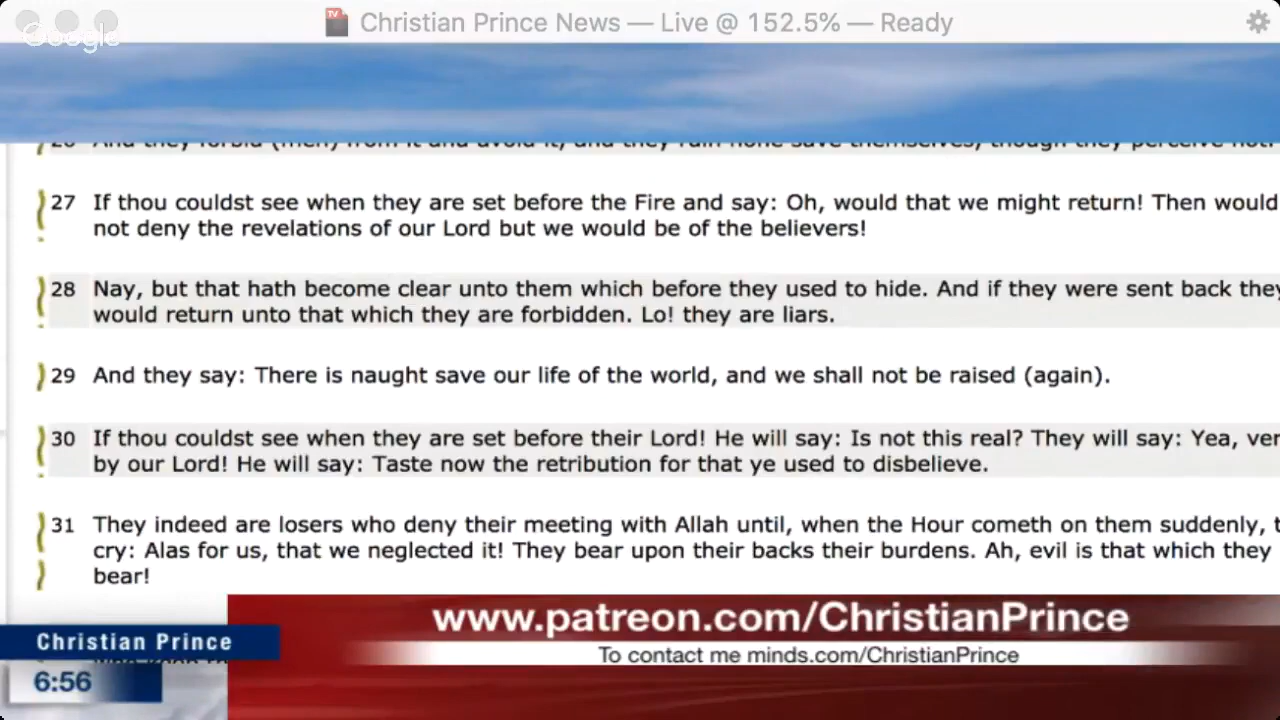 Google
Christian Prince News — Live @ 152.5% — Ready
27 If thou couldst see when they are set before the Fire and say: Oh, would that we might return! Then would
not deny the revelations of our Lord but we would be of the believers!
28 Nay, but that hath become clear unto them which before they used to hide. And if they were sent back they
would return unto that which they are forbidden. Lo! they are liars.
29 And they say: There is naught save our life of the world, and we shall not be raised (again).
30 If thou couldst see when they are set before their Lord! He will say: Is not this real? They will say: Yea,
by our Lord! He will say: Taste now the retribution for that ye used to disbelieve.
31 They indeed are losers who deny their meeting with Allah until, when the Hour cometh on them suddenly,
cry: Alas for us, that we neglected it! They bear upon their backs their burdens. Ah, evil is that which they
bear!
www.patreon.com/ChristianPrince
Christian Prince
To contact me minds.com/ChristianPrince
6:56